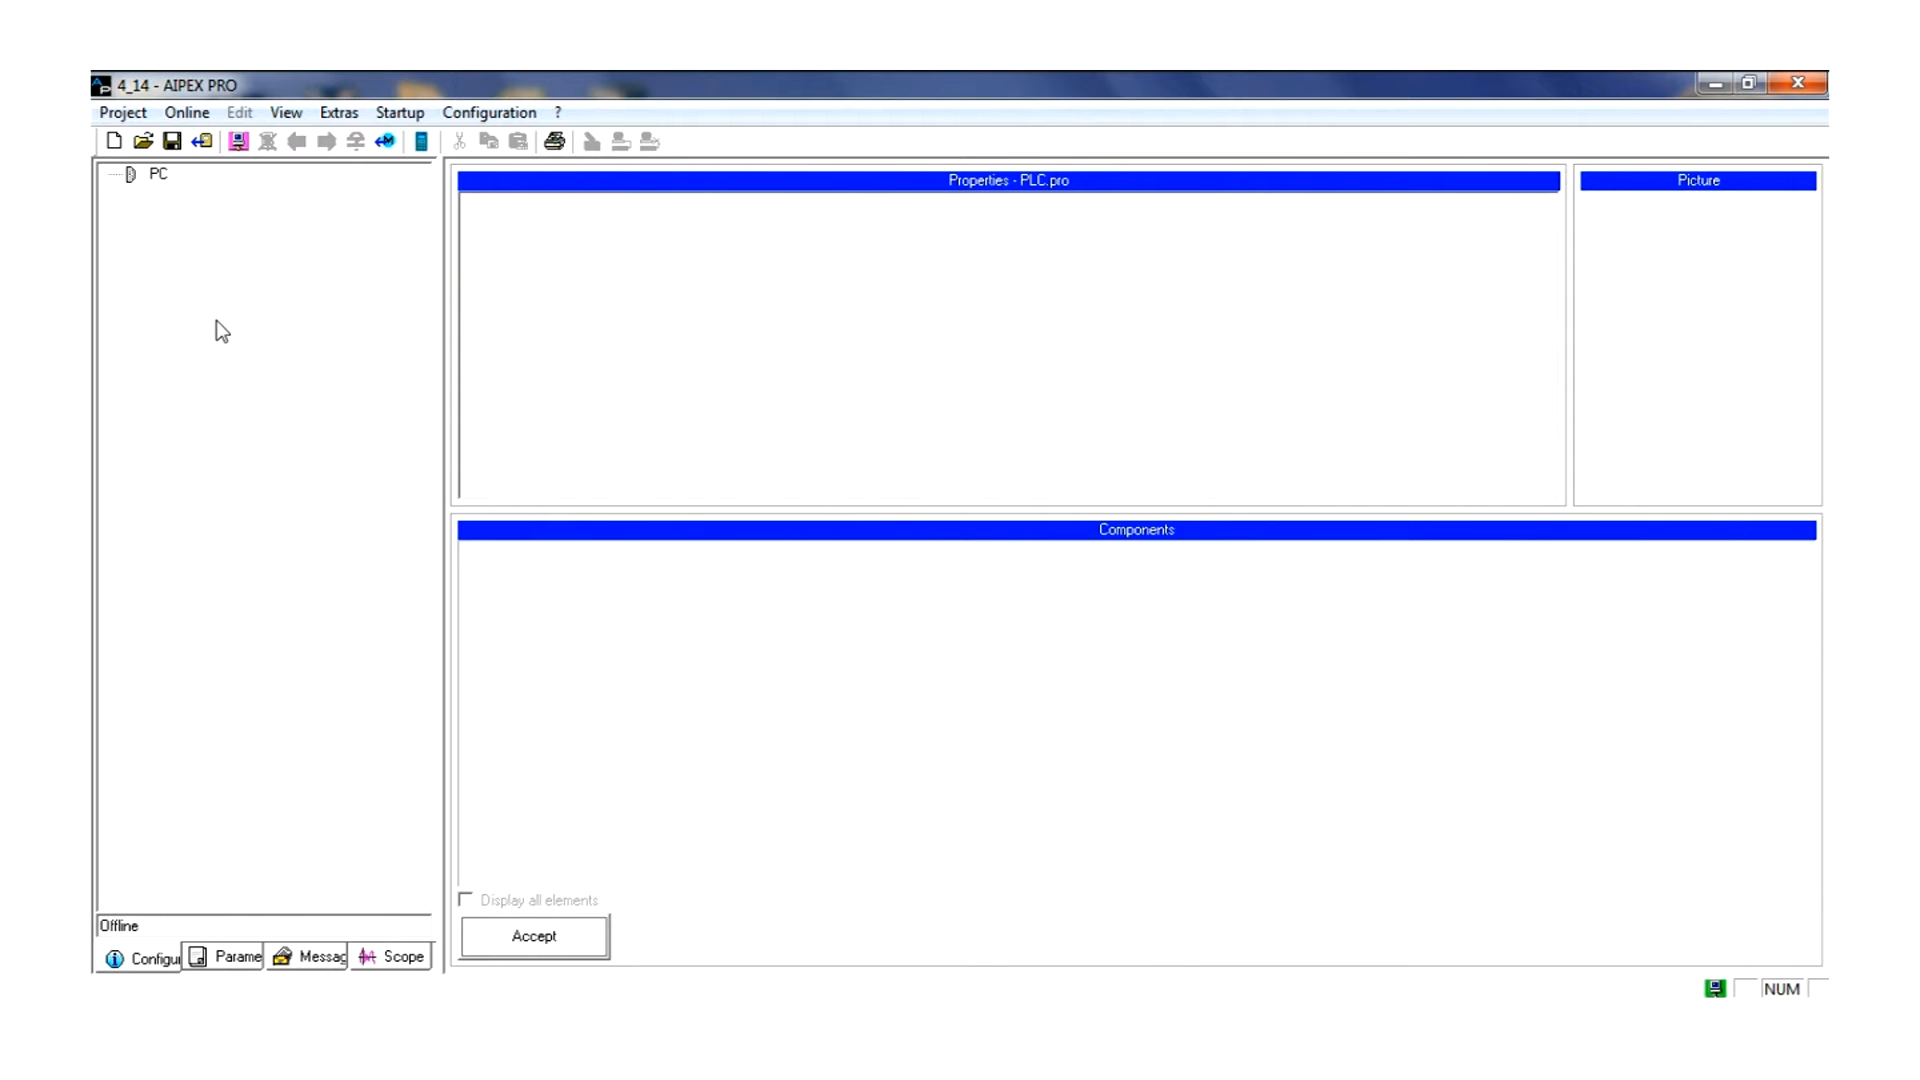 4_14 - AIPEX PRO
Project Online Edit View Extras Startup Configuration ?
PC
Properties - PLC.pro
Picture
Components
Display all elements
Accept
Offline
Configu Parame Messag Scope
NUM